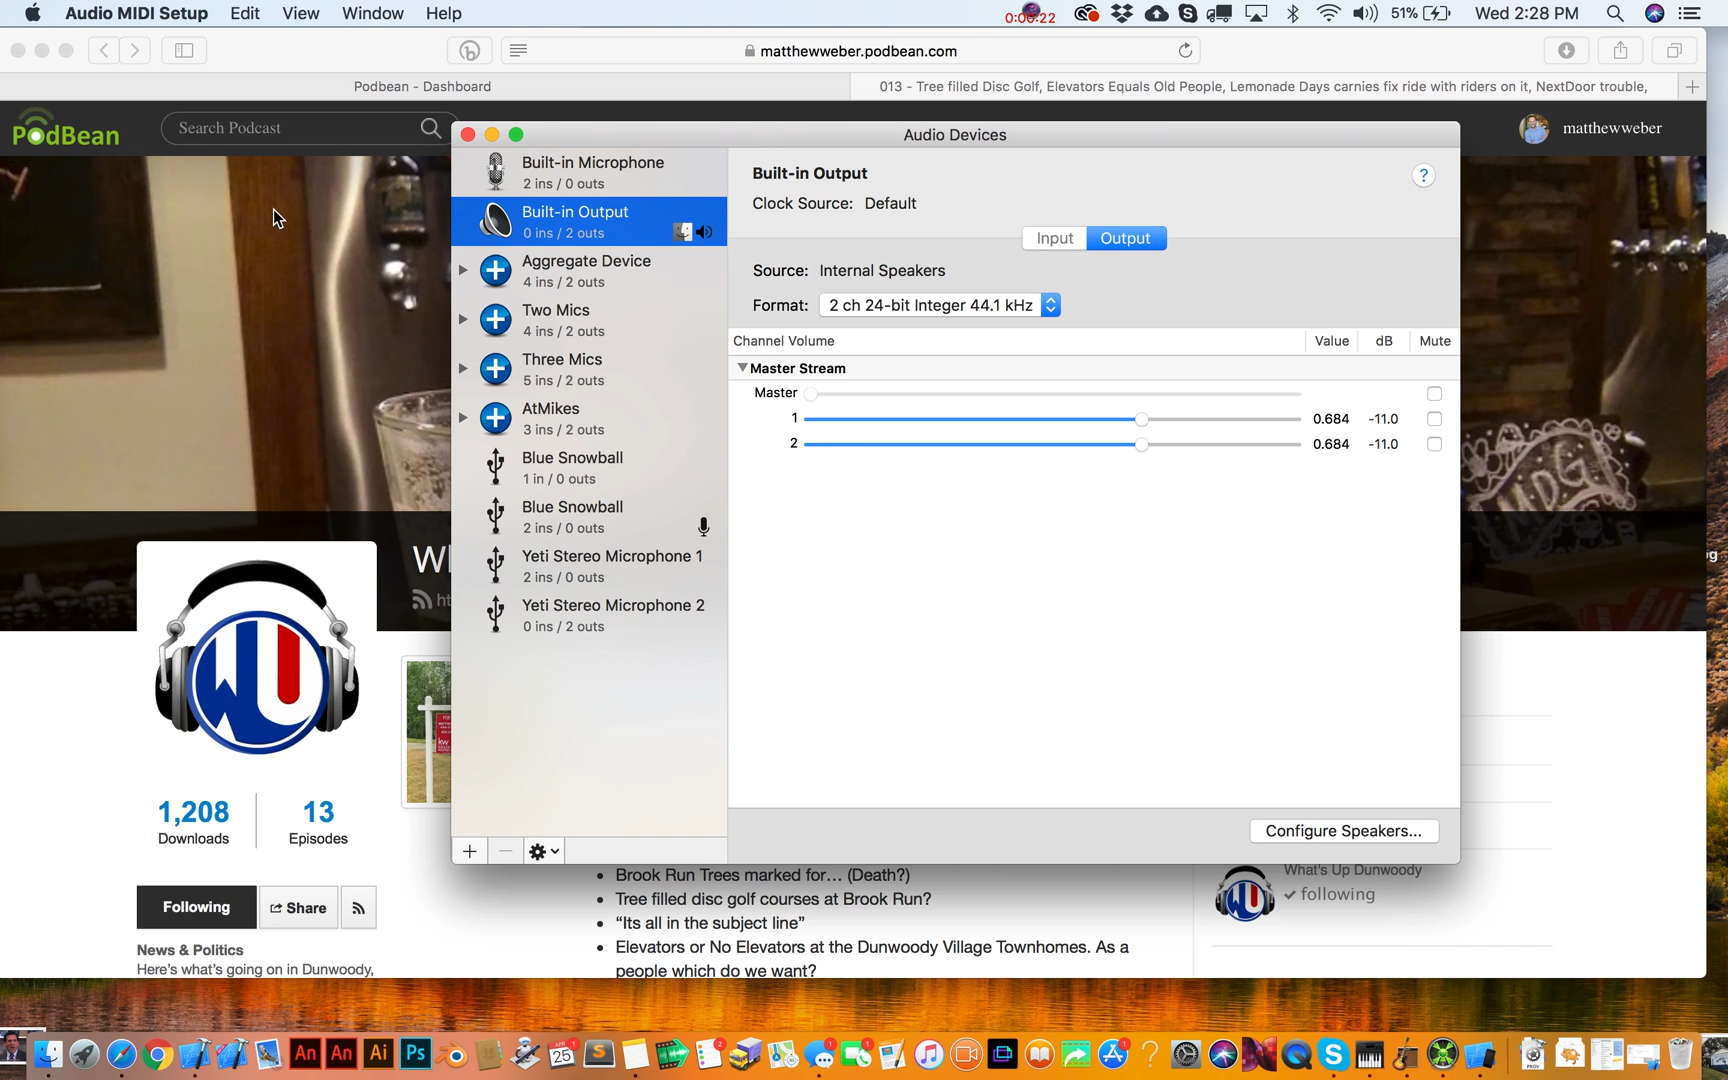 Audio MIDI Setup Edit View Window Help
0:00:22 51% Wed 2:28 PM
matthewweber.podbean.com
Podbean - Dashboard
013 - Tree filled Disc Golf, Elevators Equals Old People, Lemonade Days carnies fix ride with riders on it, NextDoor trouble,
PodBean
Search Podcast
matthewweber
Audio Devices
Built-in Microphone
2 ins / 0 outs
Built-in Output
0 ins / 2 outs
Aggregate Device
4 ins / 2 outs
Two Mics
4 ins / 2 outs
Three Mics
5 ins / 2 outs
AtMikes
3 ins / 2 outs
Blue Snowball
1 in / 0 outs
Blue Snowball
2 ins / 0 outs
Yeti Stereo Microphone 1
2 ins / 0 outs
Yeti Stereo Microphone 2
0 ins / 2 outs
Built-in Output
?
Clock Source: Default
Input Output
Source: Internal Speakers
Format: 2 ch 24-bit Integer 44.1 kHz
Channel Volume Value dB Mute
Master Stream
Master
1 0.684 -11.0
2 0.684 -11.0
Configure Speakers...
WU
1,208
Downloads
13
Episodes
Following
Share
News & Politics
Here's what's going on in Dunwoody,
Brook Run Trees marked for... (Death?)
Tree filled disc golf courses at Brook Run?
"Its all in the subject line"
Elevators or No Elevators at the Dunwoody Village Townhomes. As a
people which do we want?
What's Up Dunwoody
following
An An Ai Ps
25